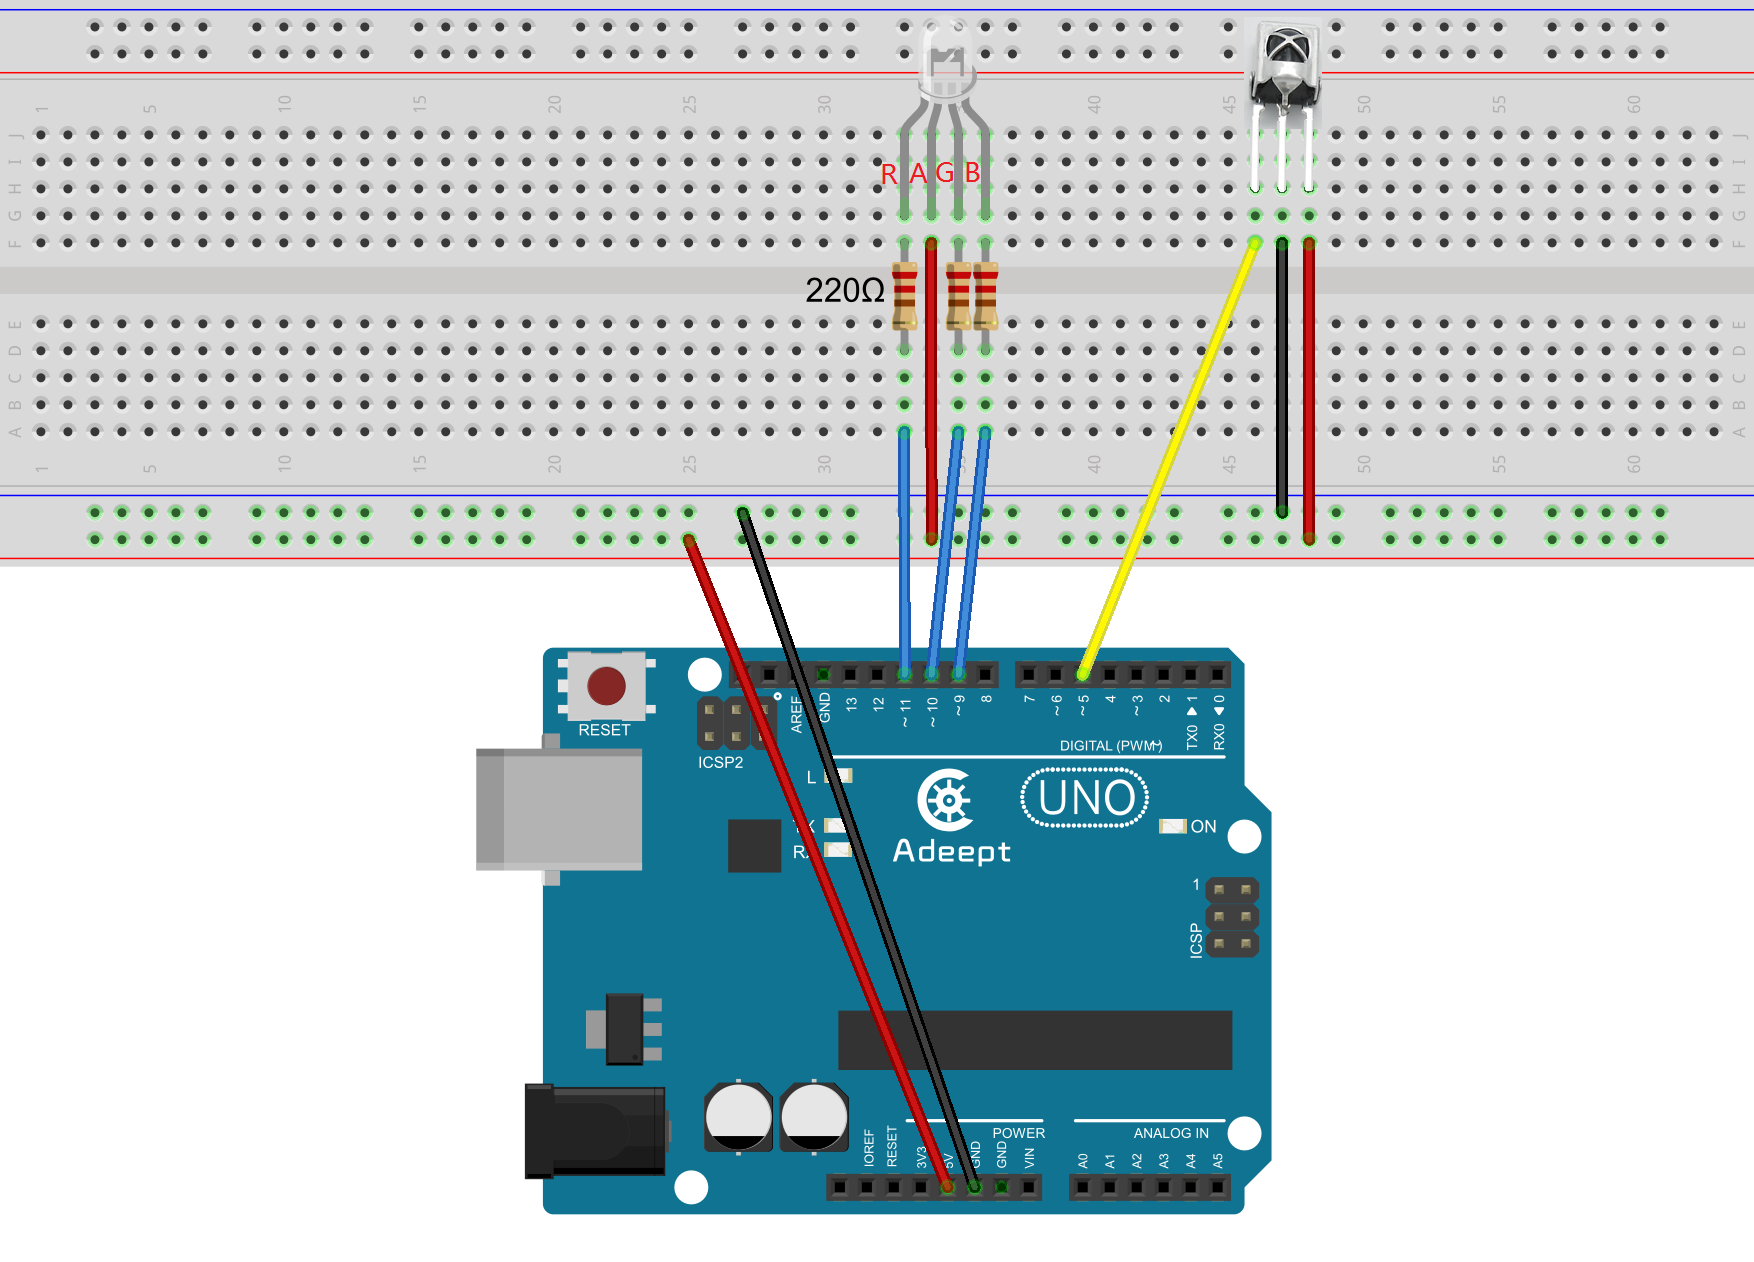 1 5 10 15 20 25 30 40 45 50 55 60
J J
I I
H H
R A G B
G G
F F
220Ω
E E
D D
C C
B B
A A
1 5 10 15 20 25 30 40 45 50 55 60
RESET
ICSP2
AREF GND 13 12 ~11 ~10 ~9 8 7 ~6 ~5 4 ~3 2 TX0▶1 RX0◀0
DIGITAL (PWM~)
L
UNO
ON
Adeept
1
ICSP
POWER
ANALOG IN
IOREF RESET 3V3 5V GND GND VIN A0 A1 A2 A3 A4 A5